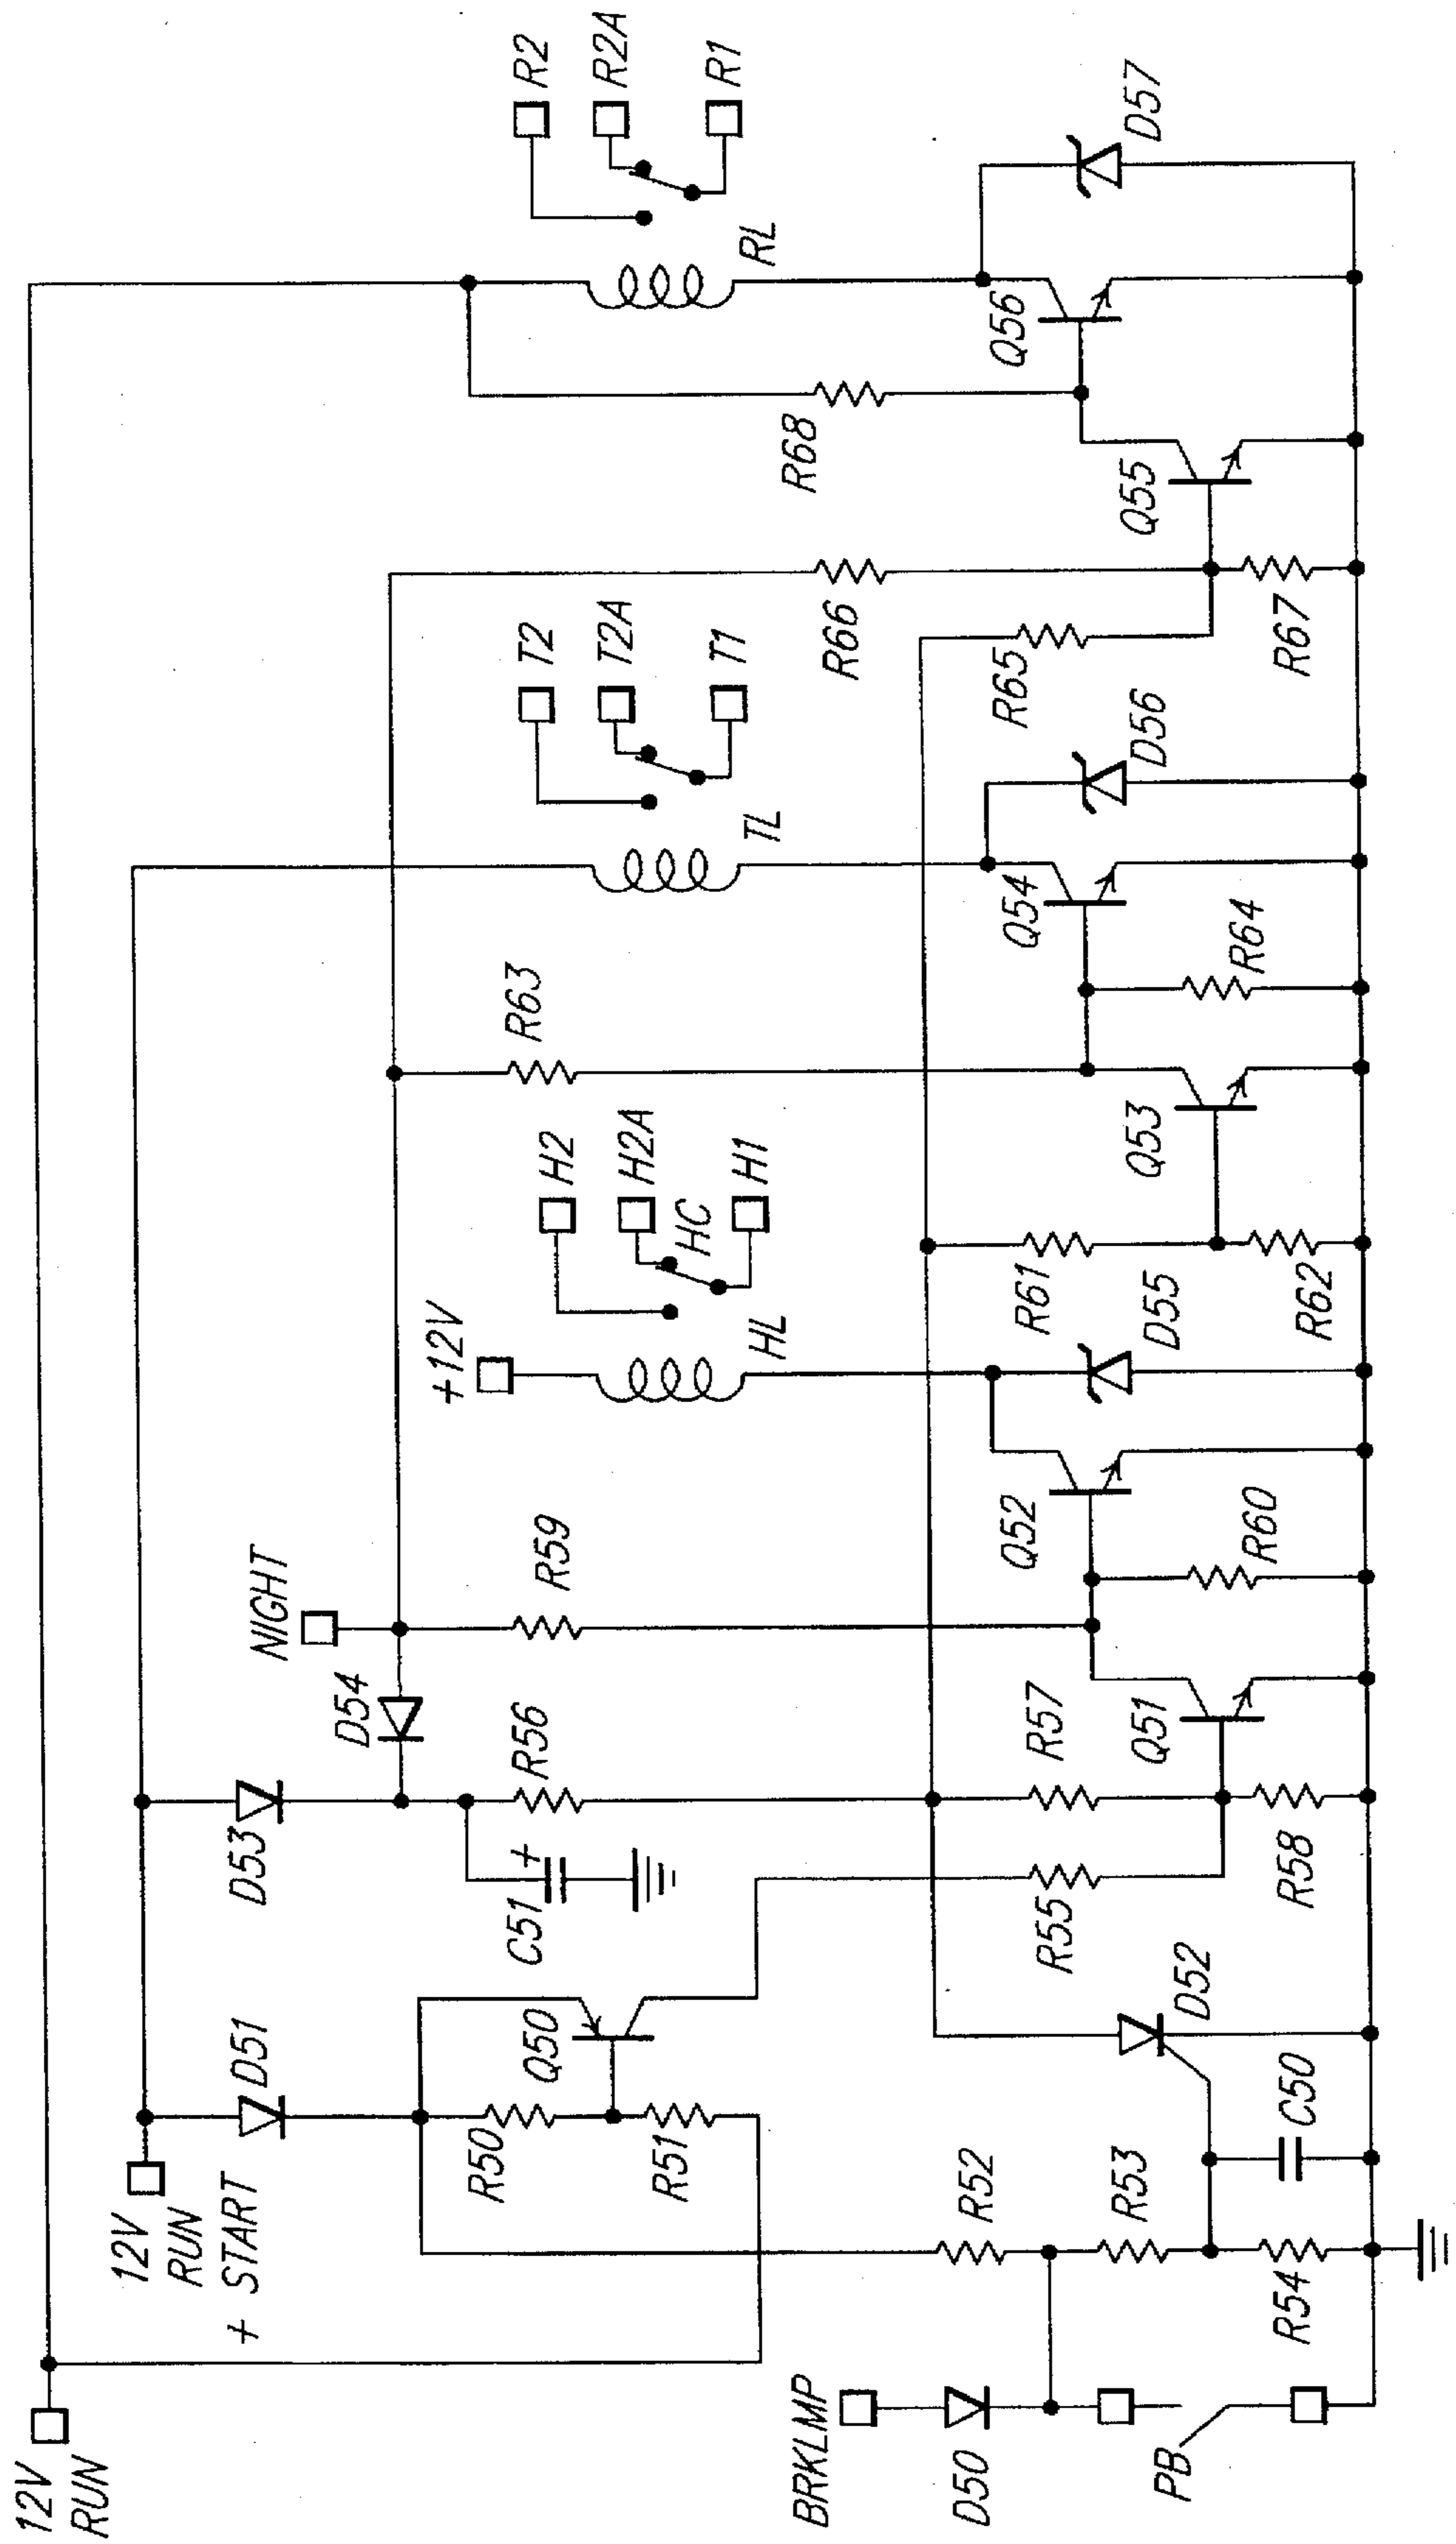 12V
RUN
12V
RUN
+ START
BRKLMP
D50
PB
D51
R50
R51
Q50
R52
R53
R54
C50
D52
D53
C51
+
R56
D54
NIGHT
R55
R57
R58
Q51
R59
R60
Q52
+12V
HL
H2
H2A
HC
H1
D55
R61
R62
Q53
R63
R64
Q54
TL
T2
T2A
T1
D56
R65
R66
R67
Q55
R68
Q56
RL
R2
R2A
R1
D57